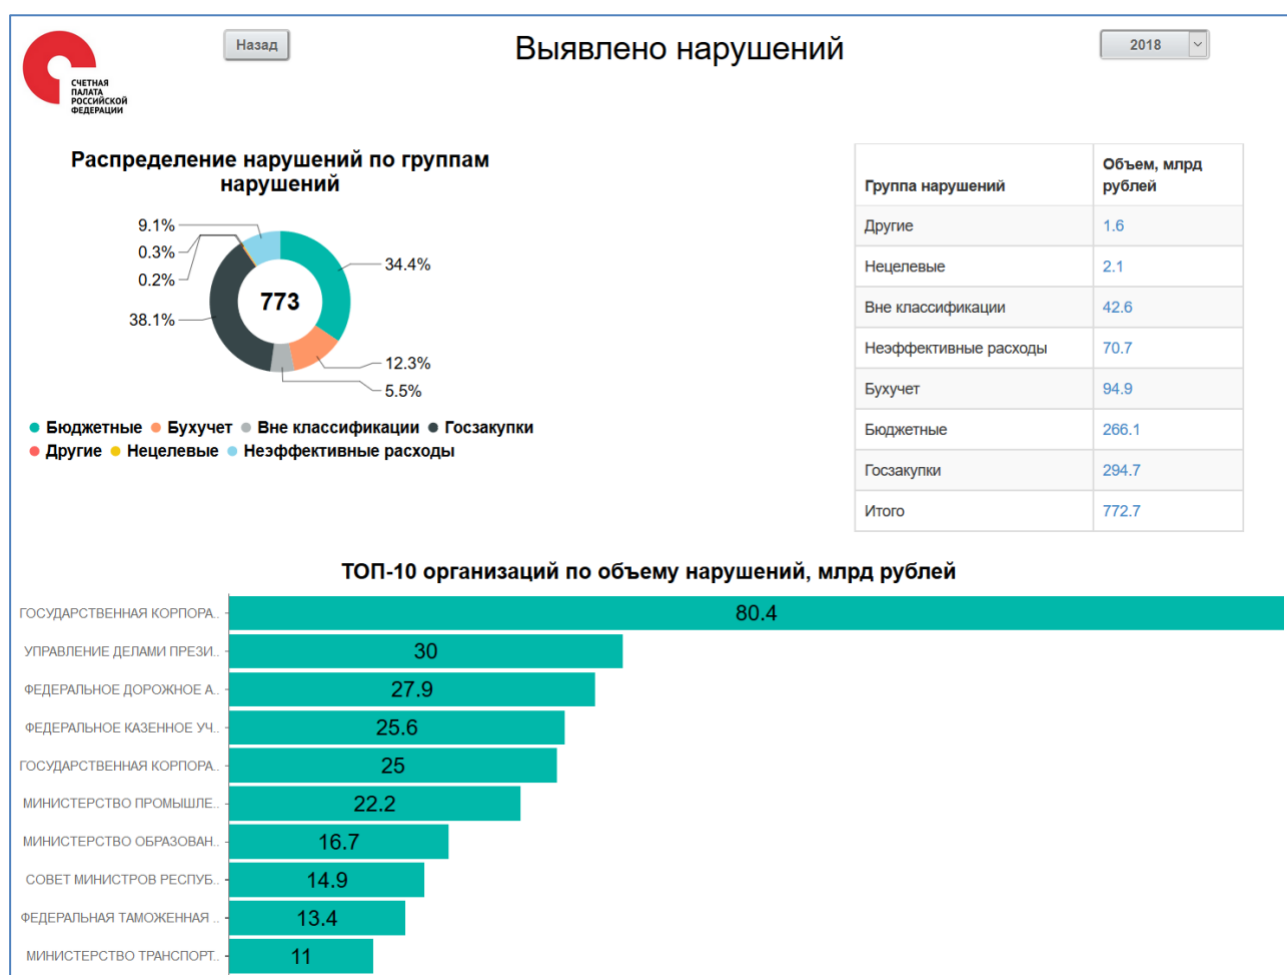 Назад
Выявлено нарушений
2018
СЧЕТНАЯ
ПАЛАТА
РОССИЙСКОЙ
ФЕДЕРАЦИИ
Распределение нарушений по группам
нарушений
9.1%
0.3%
0.2%
38.1%
773
34.4%
12.3%
5.5%
Бюджетные Бухучет Вне классификации Госзакупки
Другие Нецелевые Неэффективные расходы
Группа нарушений Объем, млрд рублей
Другие 1.6
Нецелевые 2.1
Вне классификации 42.6
Неэффективные расходы 70.7
Бухучет 94.9
Бюджетные 266.1
Госзакупки 294.7
Итого 772.7
ТОП-10 организаций по объему нарушений, млрд рублей
ГОСУДАРСТВЕННАЯ КОРПОРА.. 80.4
УПРАВЛЕНИЕ ДЕЛАМИ ПРЕЗИ.. 30
ФЕДЕРАЛЬНОЕ ДОРОЖНОЕ А.. 27.9
ФЕДЕРАЛЬНОЕ КАЗЕННОЕ УЧ.. 25.6
ГОСУДАРСТВЕННАЯ КОРПОРА.. 25
МИНИСТЕРСТВО ПРОМЫШЛЕ.. 22.2
МИНИСТЕРСТВО ОБРАЗОВАН.. 16.7
СОВЕТ МИНИСТРОВ РЕСПУБ.. 14.9
ФЕДЕРАЛЬНАЯ ТАМОЖЕННАЯ .. 13.4
МИНИСТЕРСТВО ТРАНСПОРТ.. 11